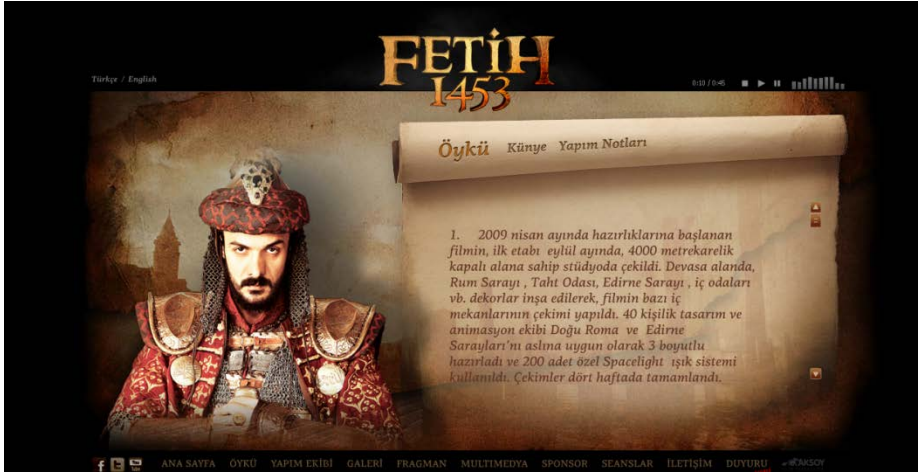 FETİH
1453
Türkçe / English
0:10 / 0:45
Öykü Künye Yapım Notları
1. 2009 nisan ayında hazırlıklarına başlanan
filmin, ilk etabı eylül ayında, 4000 metrekarelik
kapalı alana sahip stüdyoda çekildi. Devasa alanda,
Rum Sarayı , Taht Odası, Edirne Sarayı , iç odaları
vb. dekorlar inşa edilerek, filmin bazı iç
mekanlarının çekimi yapıldı. 40 kişilik tasarım ve
animasyon ekibi Doğu Roma ve Edirne
Sarayları'nı aslına uygun olarak 3 boyutlu
hazırladı ve 200 adet özel Spacelight ışık sistemi
kullanıldı. Çekimler dört haftada tamamlandı.
ANA SAYFA ÖYKÜ YAPIM EKİBİ GALERİ FRAGMAN MULTIMEDYA SPONSOR SEANSLAR İLETİŞİM DUYURU AKSOY